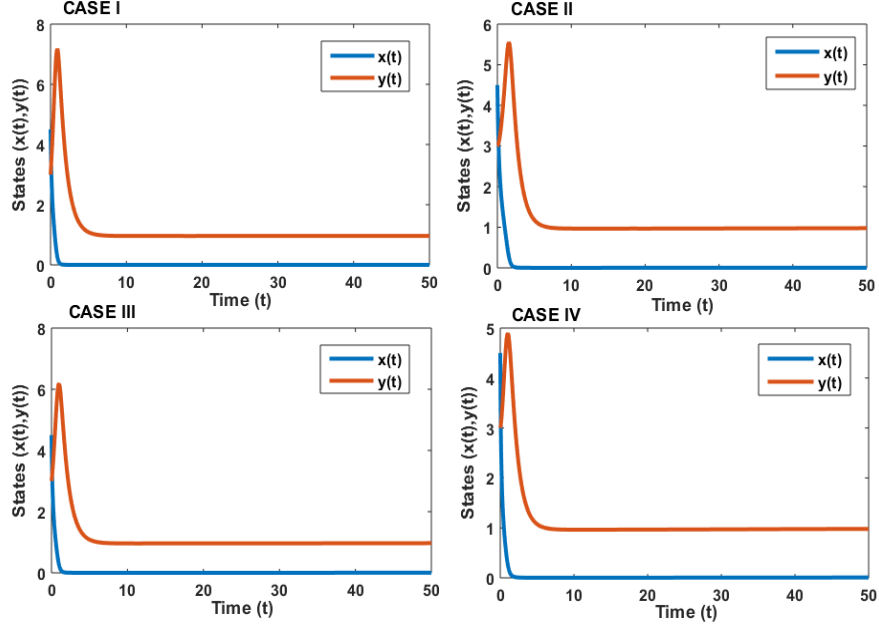 CASE I
8
6
4
2
0
0 10 20 30 40 50
States (x(t),y(t))
Time (t)
x(t)
y(t)
CASE II
6
5
4
3
2
1
0
0 10 20 30 40 50
States (x(t),y(t))
Time (t)
x(t)
y(t)
CASE III
8
6
4
2
0
0 10 20 30 40 50
States (x(t),y(t))
Time (t)
x(t)
y(t)
CASE IV
5
4
3
2
1
0
0 10 20 30 40 50
States (x(t),y(t))
Time (t)
x(t)
y(t)